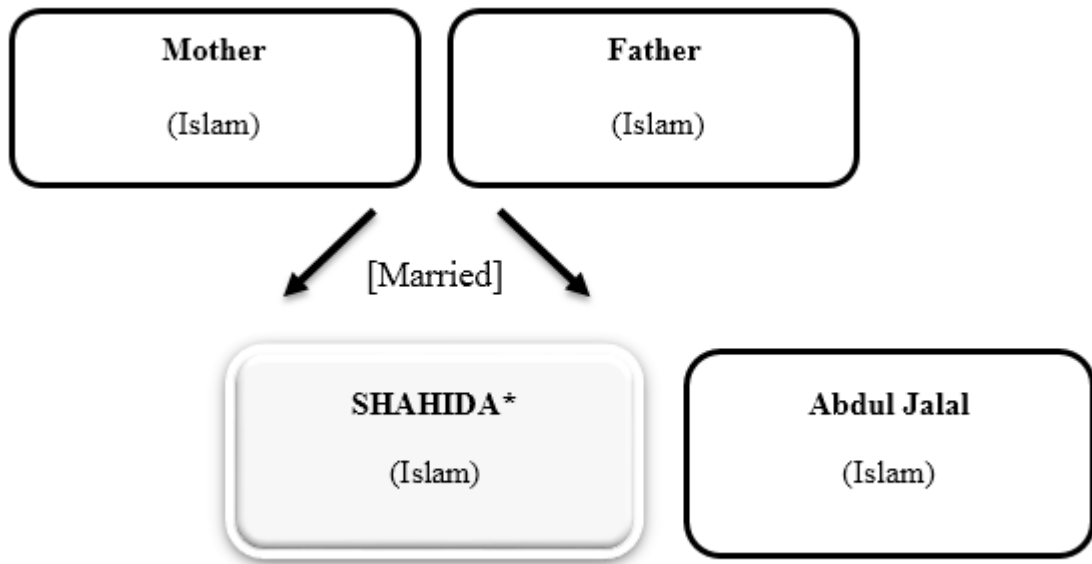 Mother
(Islam)
Father
(Islam)
[Married]
SHAHIDA*
(Islam)
Abdul Jalal
(Islam)